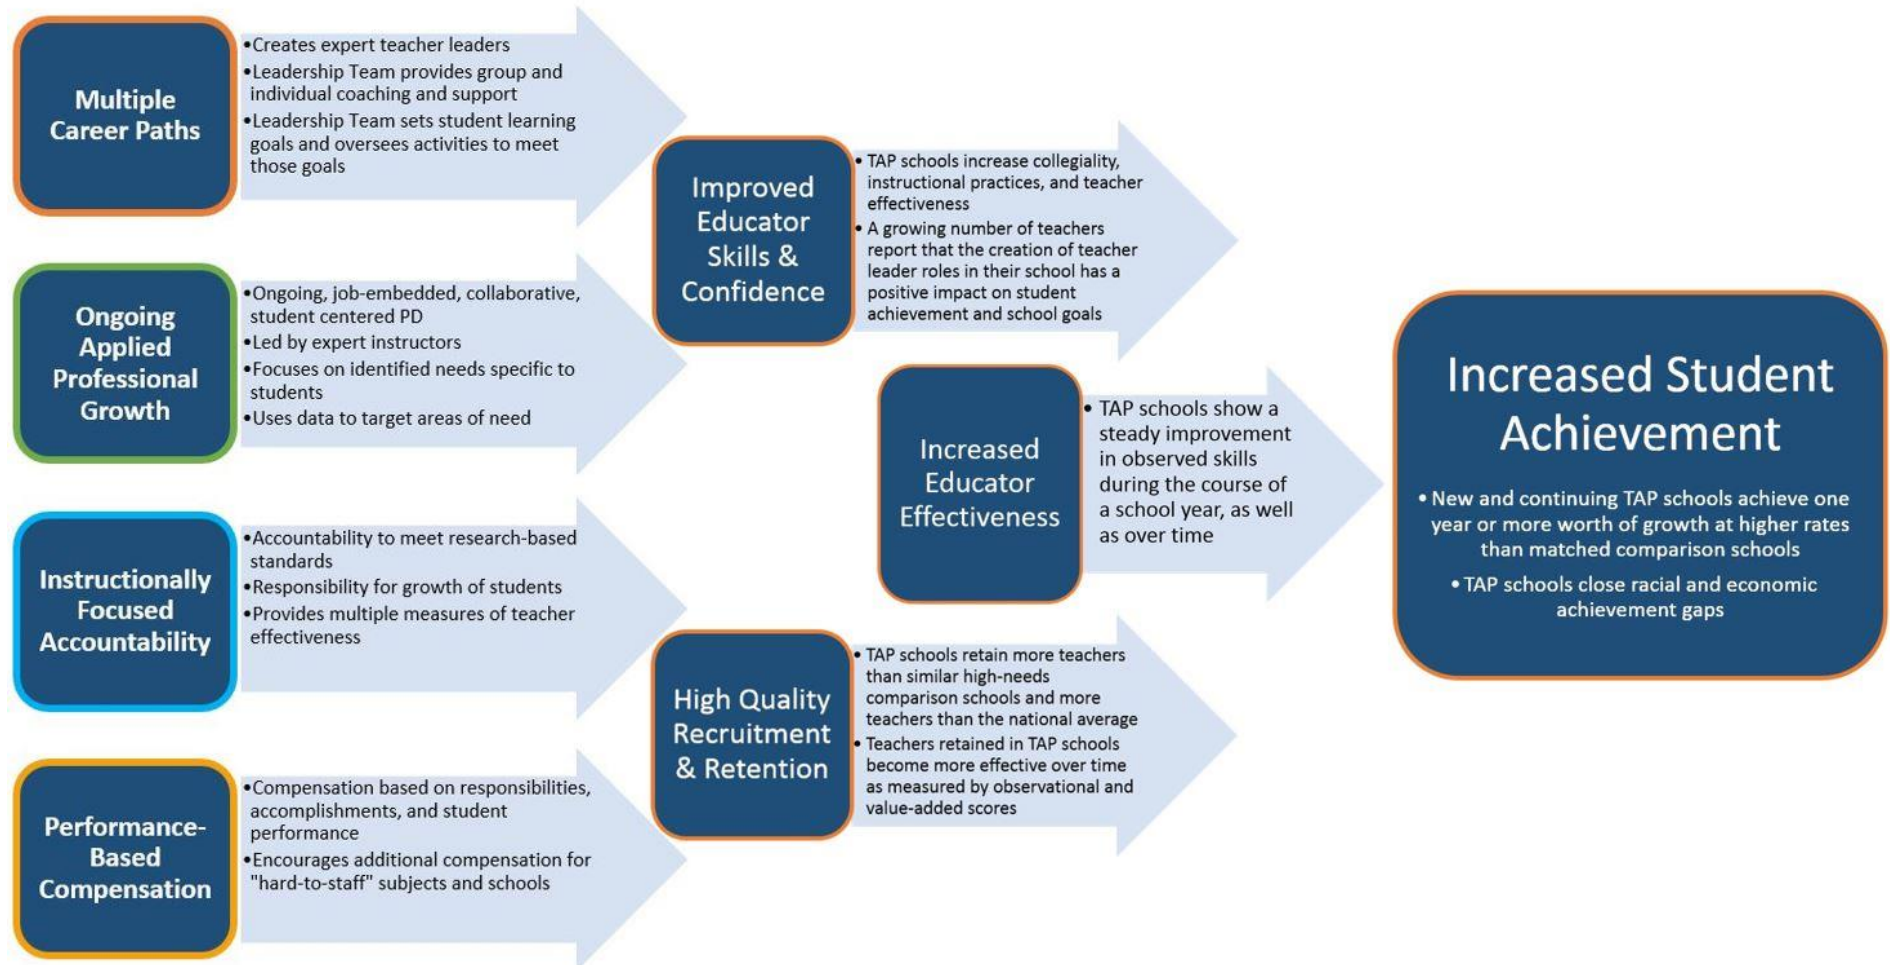 Multiple
Career Paths
•Creates expert teacher leaders
•Leadership Team provides group and
individual coaching and support
•Leadership Team sets student learning
goals and oversees activities to meet
those goals
Ongoing
Applied
Professional
Growth
•Ongoing, job-embedded, collaborative,
student centered PD
•Led by expert instructors
•Focuses on identified needs specific to
students
•Uses data to target areas of need
Instructionally
Focused
Accountability
•Accountability to meet research-based
standards
•Responsibility for growth of students
•Provides multiple measures of teacher
effectiveness
Performance-
Based
Compensation
•Compensation based on responsibilities,
accomplishments, and student
performance
•Encourages additional compensation for
"hard-to-staff" subjects and schools
Improved
Educator
Skills &
Confidence
• TAP schools increase collegiality,
instructional practices, and teacher
effectiveness
• A growing number of teachers
report that the creation of teacher
leader roles in their school has a
positive impact on student
achievement and school goals
Increased
Educator
Effectiveness
• TAP schools show a
steady improvement
in observed skills
during the course of
a school year, as well
as over time
High Quality
Recruitment
& Retention
• TAP schools retain more teachers
than similar high-needs
comparison schools and more
teachers than the national average
• Teachers retained in TAP schools
become more effective over time
as measured by observational and
value-added scores
Increased Student
Achievement
• New and continuing TAP schools achieve one
year or more worth of growth at higher rates
than matched comparison schools
• TAP schools close racial and economic
achievement gaps